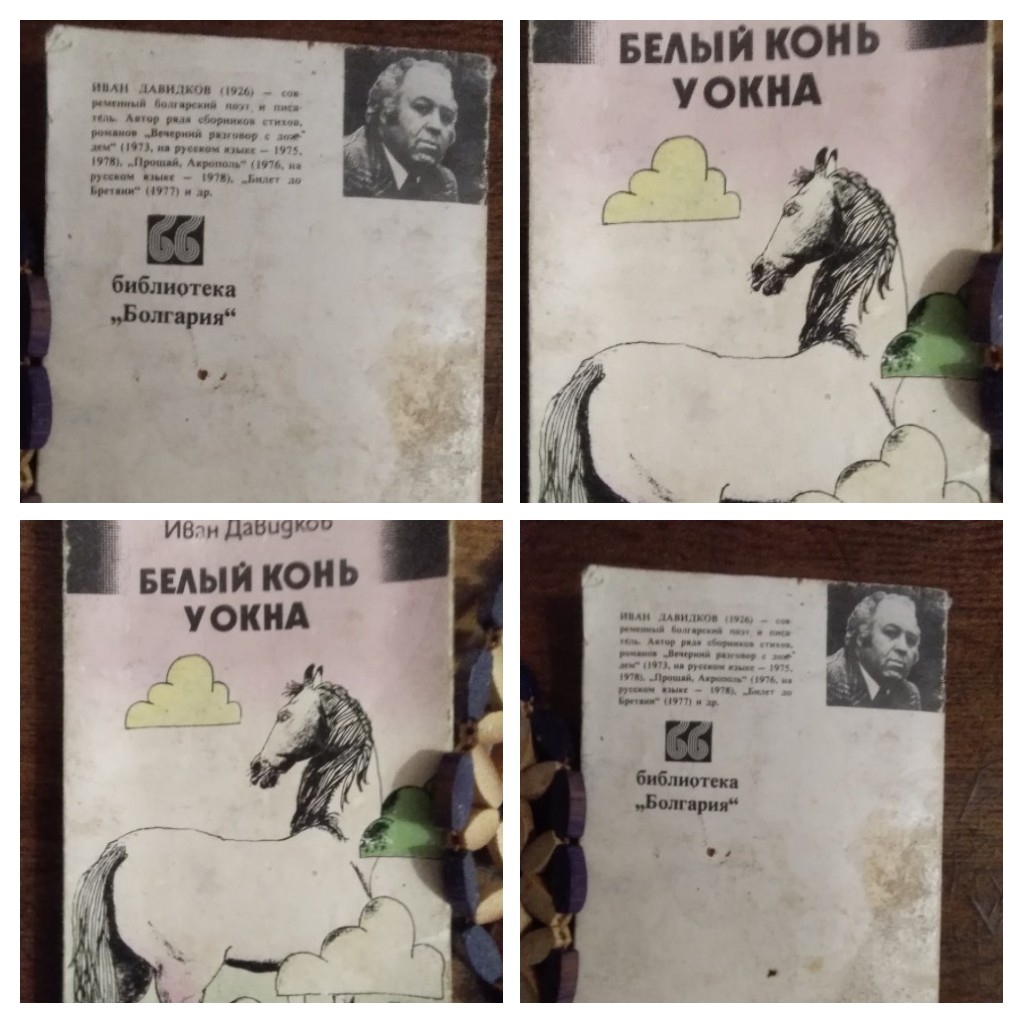 ИВАН ДАВИДКОВ (1926) — сов-
ременный болгарский поэт и писа-
тель. Автор ряда сборников стихов,
романов „Вечерний разговор с дож-
дем“ (1973, на русском языке — 1975,
1978), „Прощай, Акрополь“ (1976, на
русском языке — 1978), „Билет до
Бретани“ (1977) и др.
библиотека
„Болгария“
БЕЛЫЙ КОНЬ
У ОКНА
Иван Давидков
БЕЛЫЙ КОНЬ
У ОКНА
ИВАН ДАВИДКОВ (1926) — сов-
ременный болгарский поэт и писа-
тель. Автор ряда сборников стихов,
романов „Вечерний разговор с дож-
дем“ (1973, на русском языке — 1975,
1978), „Прощай, Акрополь“ (1976, на
русском языке — 1978), „Билет до
Бретани“ (1977) и др.
библиотека
„Болгария“